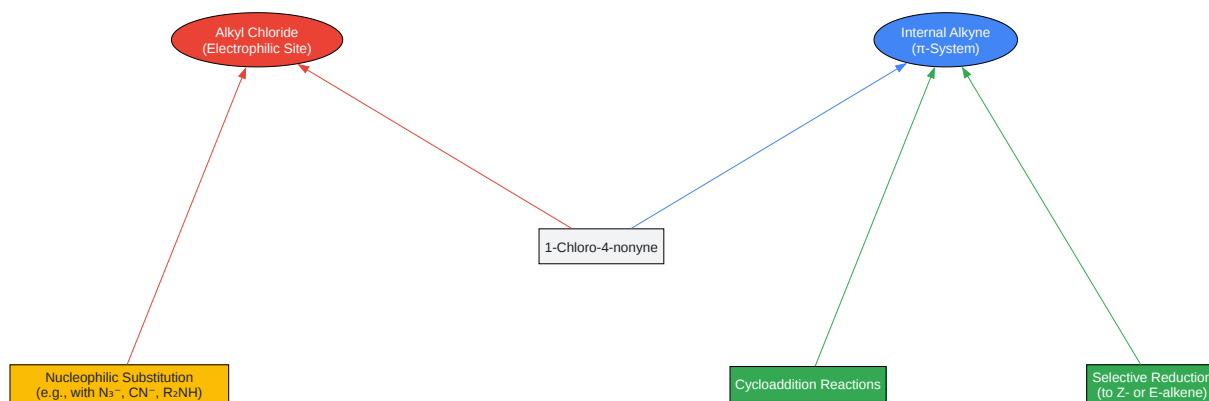 Alkyl Chloride
(Electrophilic Site)
Internal Alkyne
(π-System)
1-Chloro-4-nonyne
Nucleophilic Substitution
(e.g., with N₃⁻, CN⁻, R₂NH)
Cycloaddition Reactions
Selective Reduction
(to Z- or E-alkene)